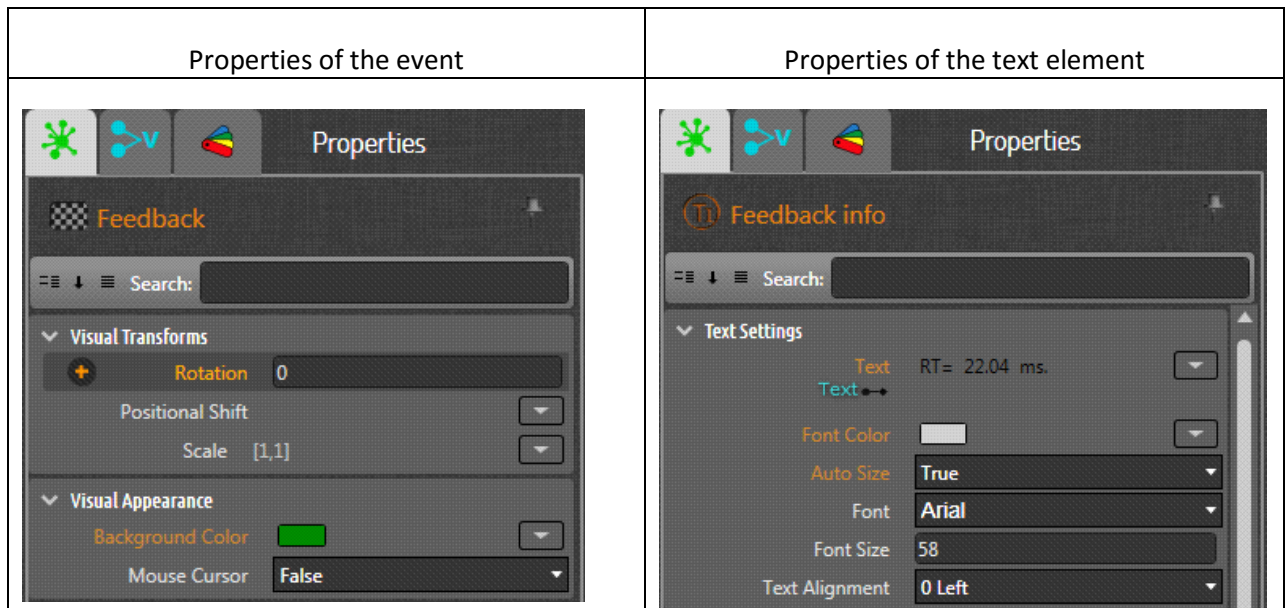 Properties of the event
Properties of the text element
V
Properties
Feedback
Search:
Visual Transforms
Rotation 0
Positional Shift
Scale [1,1]
Visual Appearance
Background Color
Mouse Cursor False
V
Properties
Feedback info
Search:
Text Settings
Text RT= 22.04 ms.
Text
Font Color
Auto Size True
Font Arial
Font Size 58
Text Alignment 0 Left